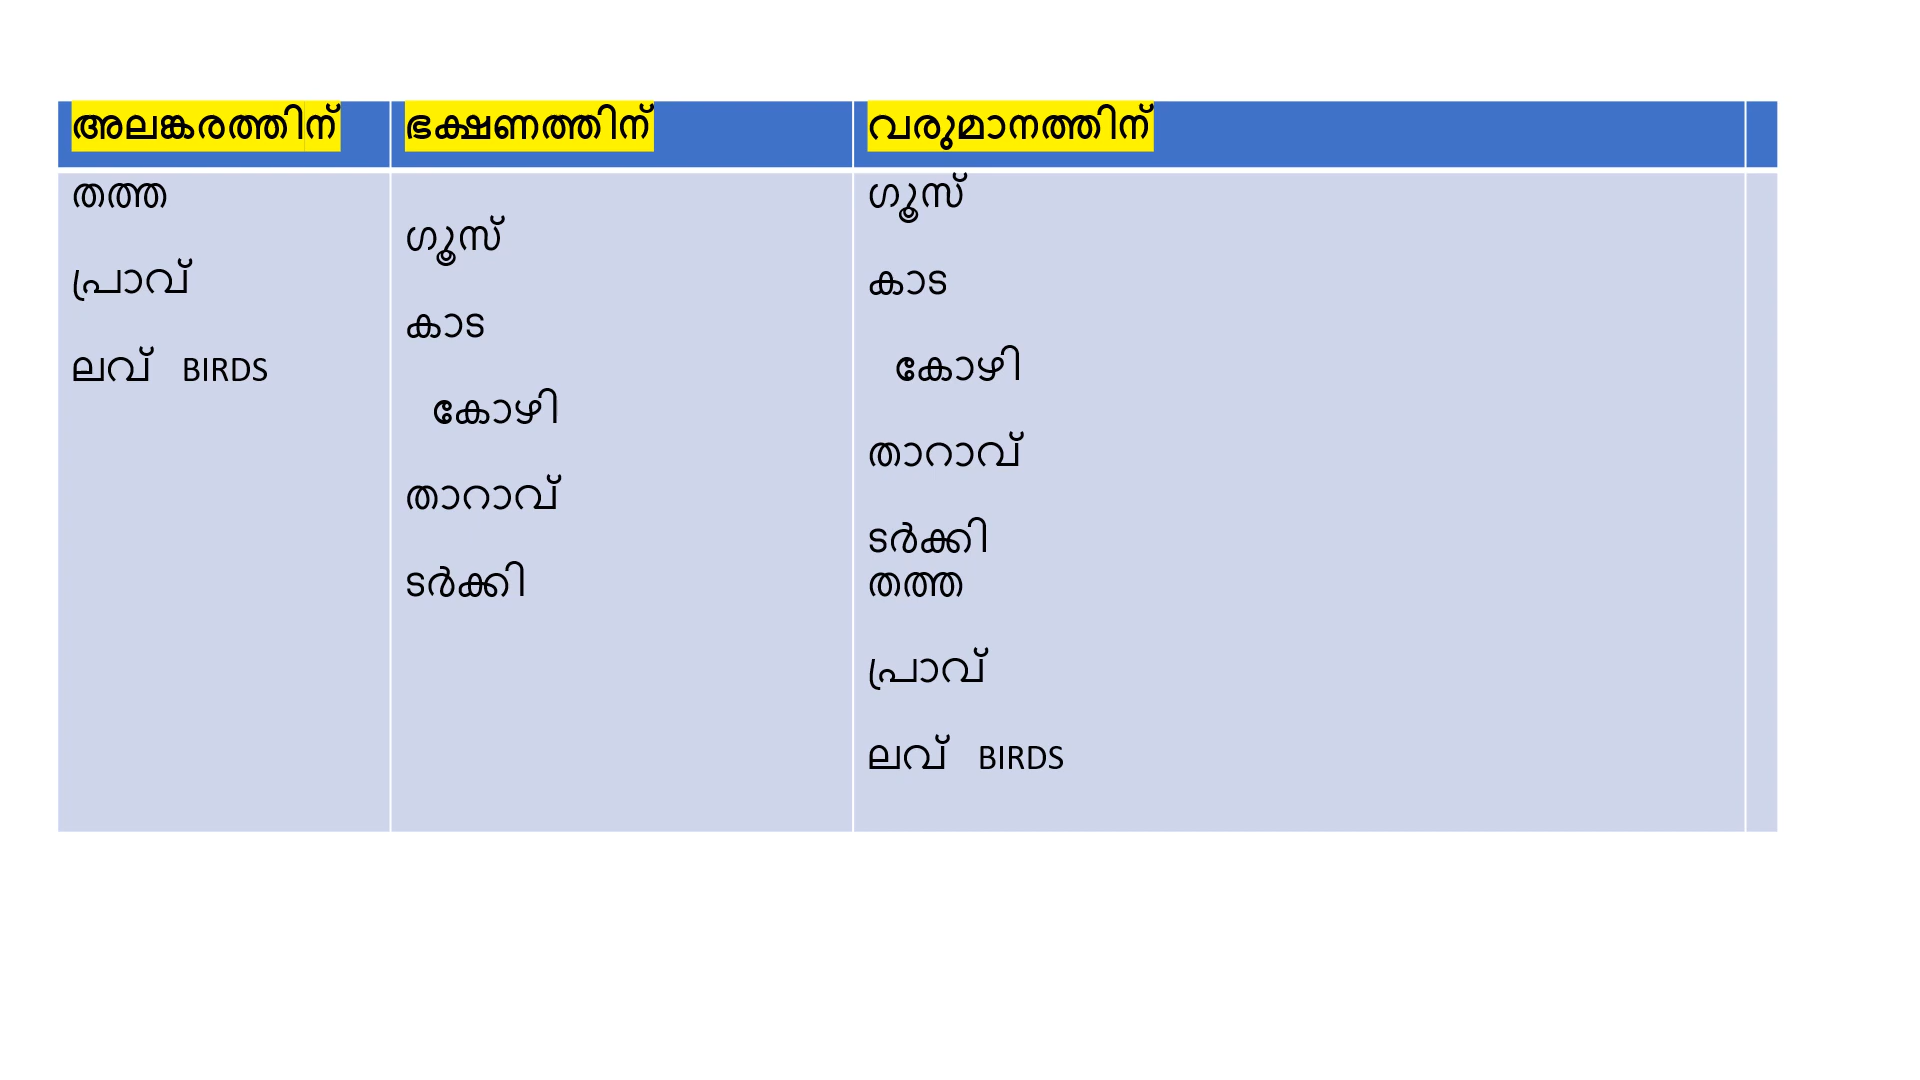 അലങ്കരത്തിന്
ഭക്ഷണത്തിന്
വരുമാനത്തിന്
തത്ത
പ്രാവ്
ലവ് BIRDS
ഗൂസ്
കാട
കോഴി
താറാവ്
ടർക്കി
ഗൂസ്
കാട
കോഴി
താറാവ്
ടർക്കി
തത്ത
പ്രാവ്
ലവ് BIRDS